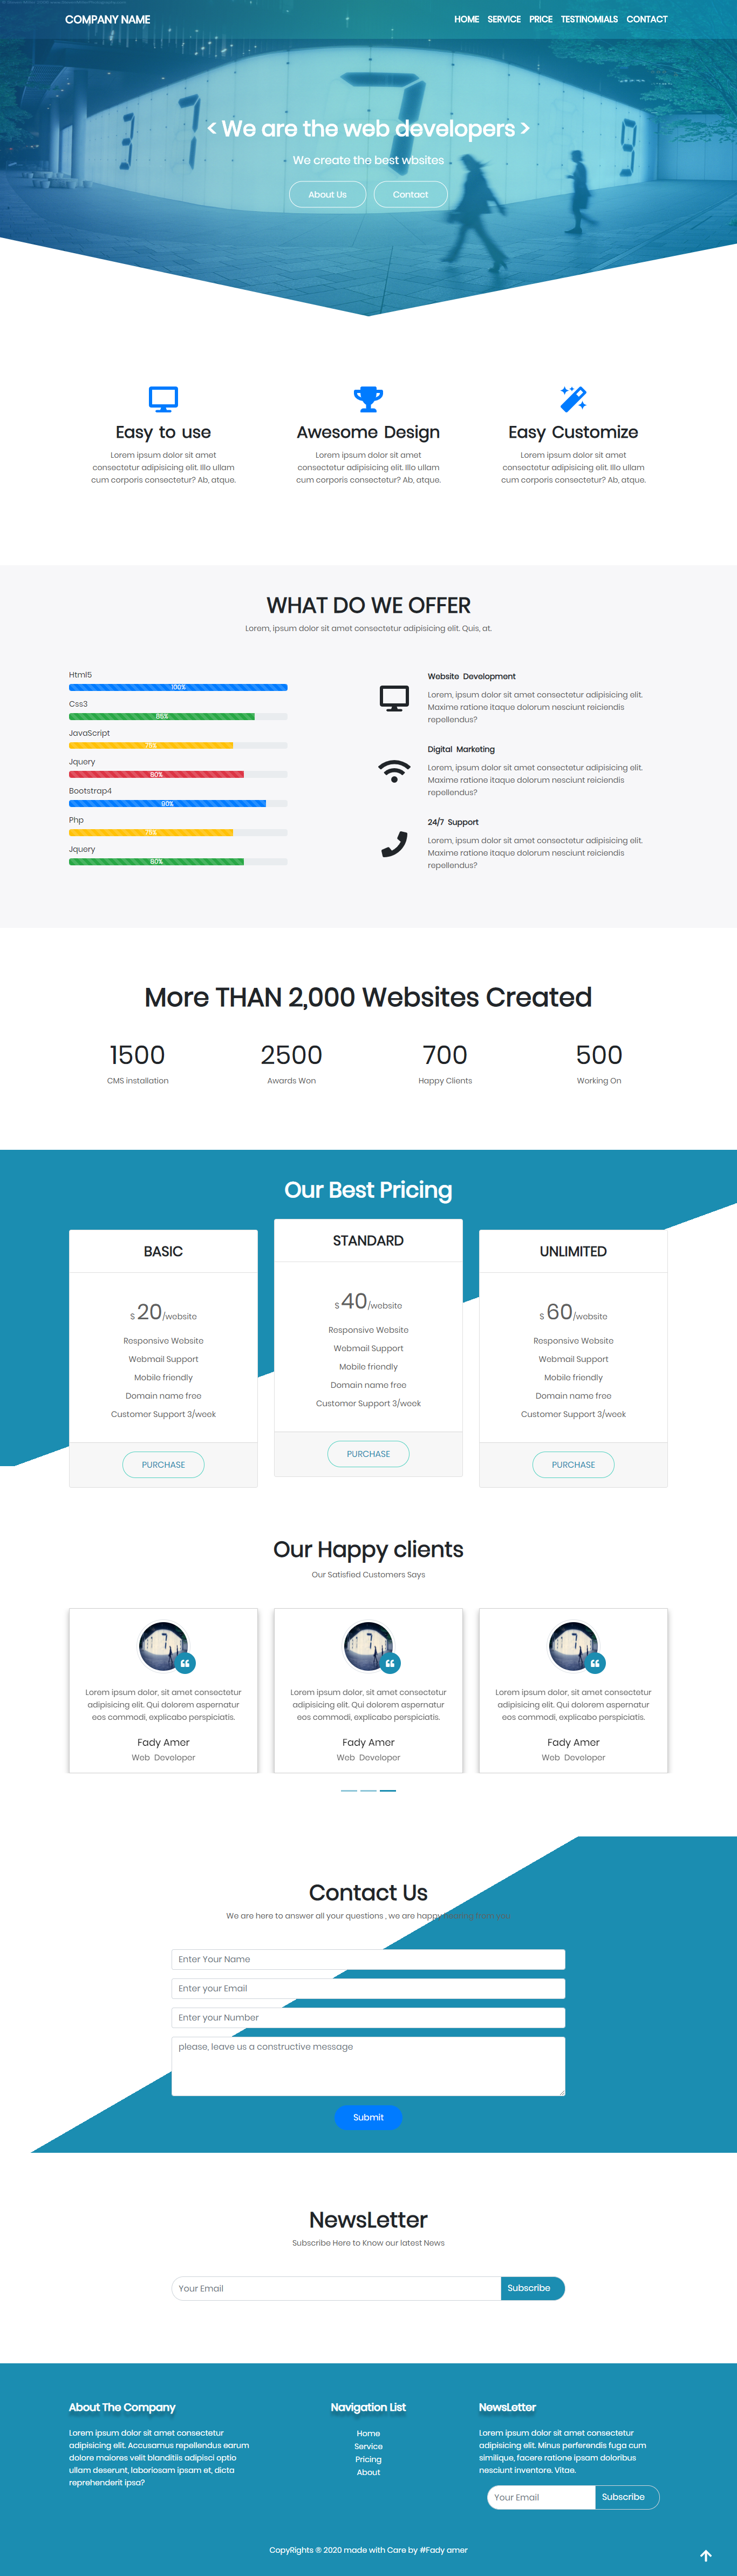 COMPANY NAME
HOME SERVICE PRICE TESTIMONIALS CONTACT
< We are the web developers >
We create the best wbsites
About Us Contact
Easy to use
Lorem ipsum dolor sit amet
consectetur adipisicing elit. Illo ullam
cum corporis consectetur? Ab, atque.
Awesome Design
Lorem ipsum dolor sit amet
consectetur adipisicing elit. Illo ullam
cum corporis consectetur? Ab, atque.
Easy Customize
Lorem ipsum dolor sit amet
consectetur adipisicing elit. Illo ullam
cum corporis consectetur? Ab, atque.
WHAT DO WE OFFER
Lorem, ipsum dolor sit amet consectetur adipisicing elit. Quis, at.
Html5
100%
Css3
85%
JavaScript
75%
Jquery
80%
Bootstrap4
90%
Php
75%
Jquery
80%
Website Development
Lorem, ipsum dolor sit amet consectetur adipisicing elit.
Maxime ratione itaque dolorum nesciunt reiciendis
repellendus?
Digital Marketing
Lorem, ipsum dolor sit amet consectetur adipisicing elit.
Maxime ratione itaque dolorum nesciunt reiciendis
repellendus?
24/7 Support
Lorem, ipsum dolor sit amet consectetur adipisicing elit.
Maxime ratione itaque dolorum nesciunt reiciendis
repellendus?
More THAN 2,000 Websites Created
1500
CMS installation
2500
Awards Won
700
Happy Clients
500
Working On
Our Best Pricing
BASIC
$ 20/website
Responsive Website
Webmail Support
Mobile friendly
Domain name free
Customer Support 3/week
PURCHASE
STANDARD
$ 40/website
Responsive Website
Webmail Support
Mobile friendly
Domain name free
Customer Support 3/week
PURCHASE
UNLIMITED
$ 60/website
Responsive Website
Webmail Support
Mobile friendly
Domain name free
Customer Support 3/week
PURCHASE
Our Happy clients
Our Satisfied Customers Says
Lorem ipsum dolor, sit amet consectetur
adipisicing elit. Qui dolorem aspernatur
eos commodi, explicabo perspiciatis.
Fady Amer
Web Developer
Lorem ipsum dolor, sit amet consectetur
adipisicing elit. Qui dolorem aspernatur
eos commodi, explicabo perspiciatis.
Fady Amer
Web Developer
Lorem ipsum dolor, sit amet consectetur
adipisicing elit. Qui dolorem aspernatur
eos commodi, explicabo perspiciatis.
Fady Amer
Web Developer
Contact Us
We are here to answer all your questions , we are happy hearing from you
Enter Your Name
Enter your Email
Enter your Number
please, leave us a constructive message
Submit
NewsLetter
Subscribe Here to Know our latest News
Your Email Subscribe
About The Company
Lorem ipsum dolor sit amet consectetur
adipisicing elit. Accusamus repellendus earum
dolore maiores velit blanditiis adipisci optio
ullam deserunt, laboriosam ipsam et, dicta
reprehenderit ipsa?
Navigation List
Home
Service
Pricing
About
NewsLetter
Lorem ipsum dolor sit amet consectetur
adipisicing elit. Minus perferendis fuga cum
similique, facere ratione ipsam doloribus
nesciunt inventore. Vitae.
Your Email Subscribe
CopyRights ® 2020 made with Care by #Fady amer